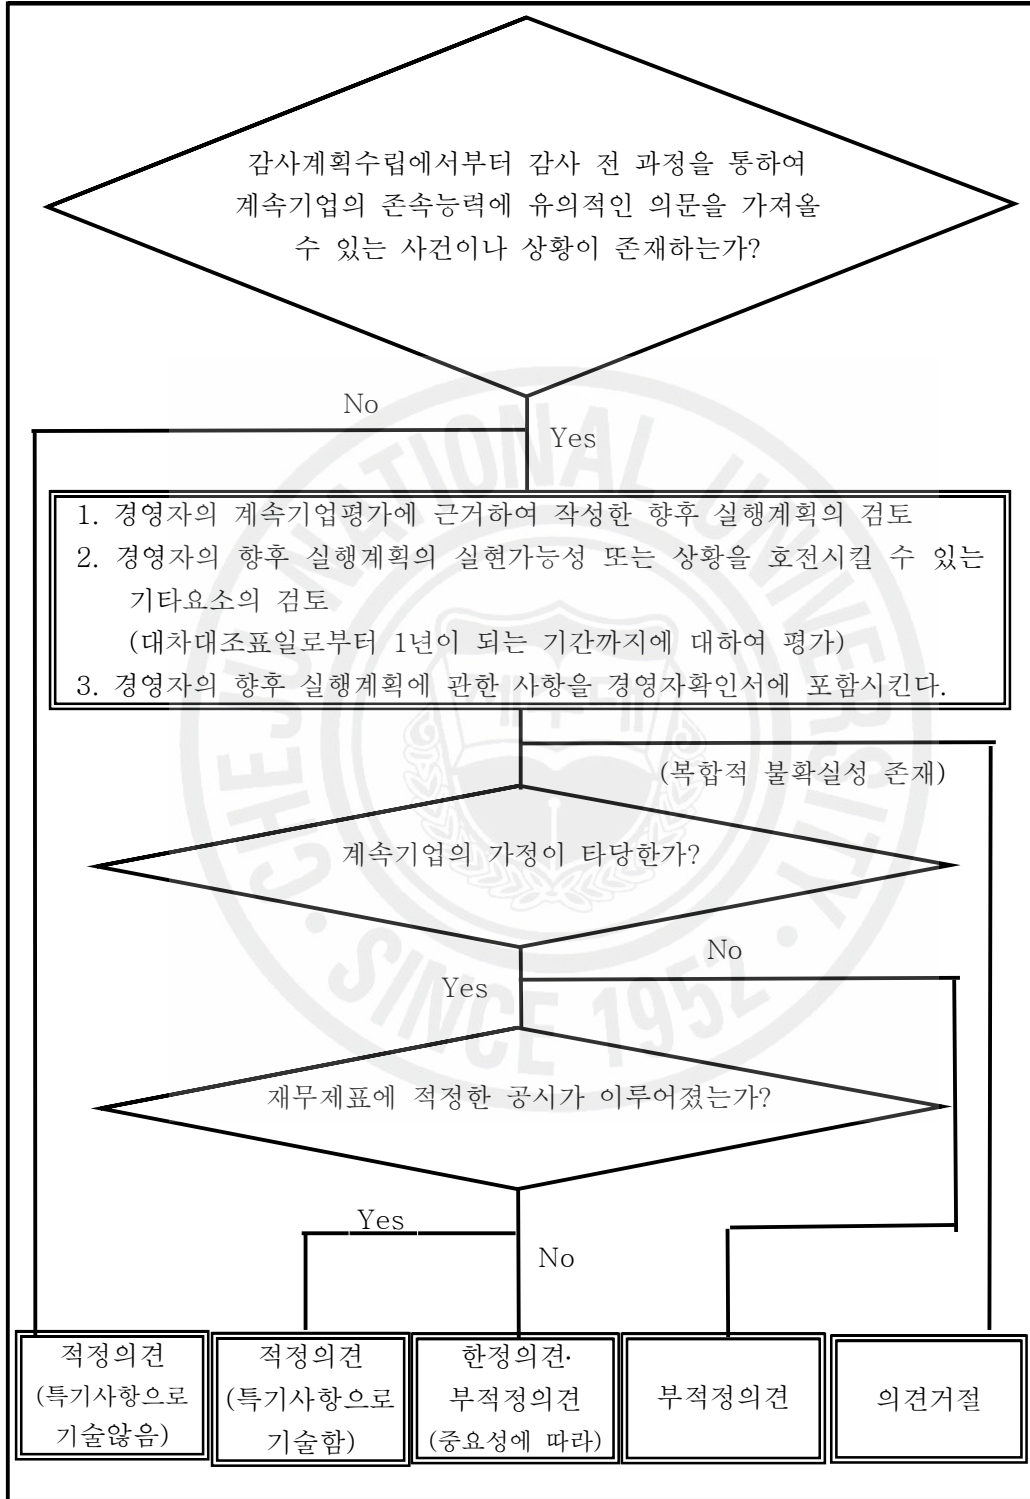 감사계획수립에서부터 감사 전 과정을 통하여
계속기업의 존속능력에 유의적인 의문을 가져올
수 있는 사건이나 상황이 존재하는가?
No
Yes
1. 경영자의 계속기업평가에 근거하여 작성한 향후 실행계획의 검토
2. 경영자의 향후 실행계획의 실현가능성 또는 상황을 호전시킬 수 있는
기타요소의 검토
(대차대조표일로부터 1년이 되는 기간까지에 대하여 평가)
3. 경영자의 향후 실행계획에 관한 사항을 경영자확인서에 포함시킨다.
(복합적 불확실성 존재)
계속기업의 가정이 타당한가?
No
Yes
재무제표에 적정한 공시가 이루어졌는가?
Yes
No
적정의견
(특기사항으로
기술않음)
적정의견
(특기사항으로
기술함)
한정의견·
부적정의견
(중요성에 따라)
부적정의견
의견거절
CHEJU NATIONAL UNIVERSITY
· SINCE 1952 ·
제주대